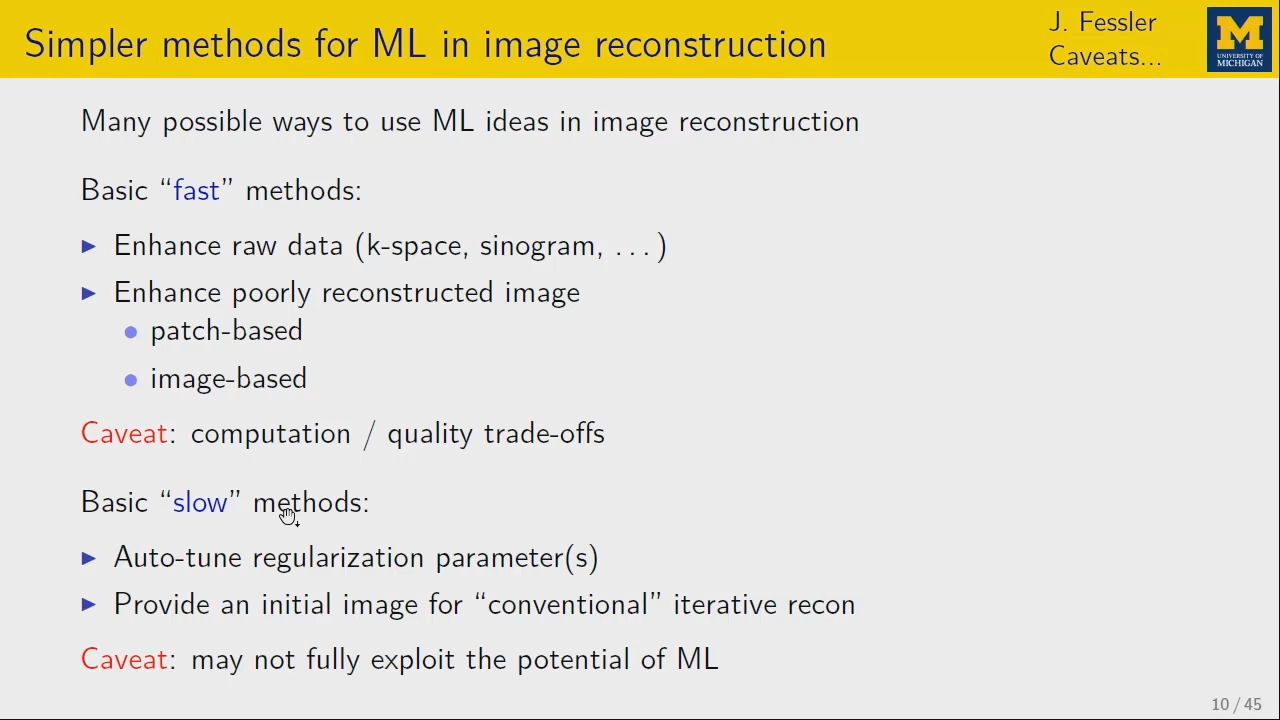 Simpler methods for ML in image reconstruction
J. Fessler
Caveats...
M
UNIVERSITY OF
MICHIGAN
Many possible ways to use ML ideas in image reconstruction
Basic “fast” methods:
Enhance raw data (k-space, sinogram, . . . )
Enhance poorly reconstructed image
patch-based
image-based
Caveat: computation / quality trade-offs
Basic “slow” methods:
Auto-tune regularization parameter(s)
Provide an initial image for “conventional” iterative recon
Caveat: may not fully exploit the potential of ML
10 / 45